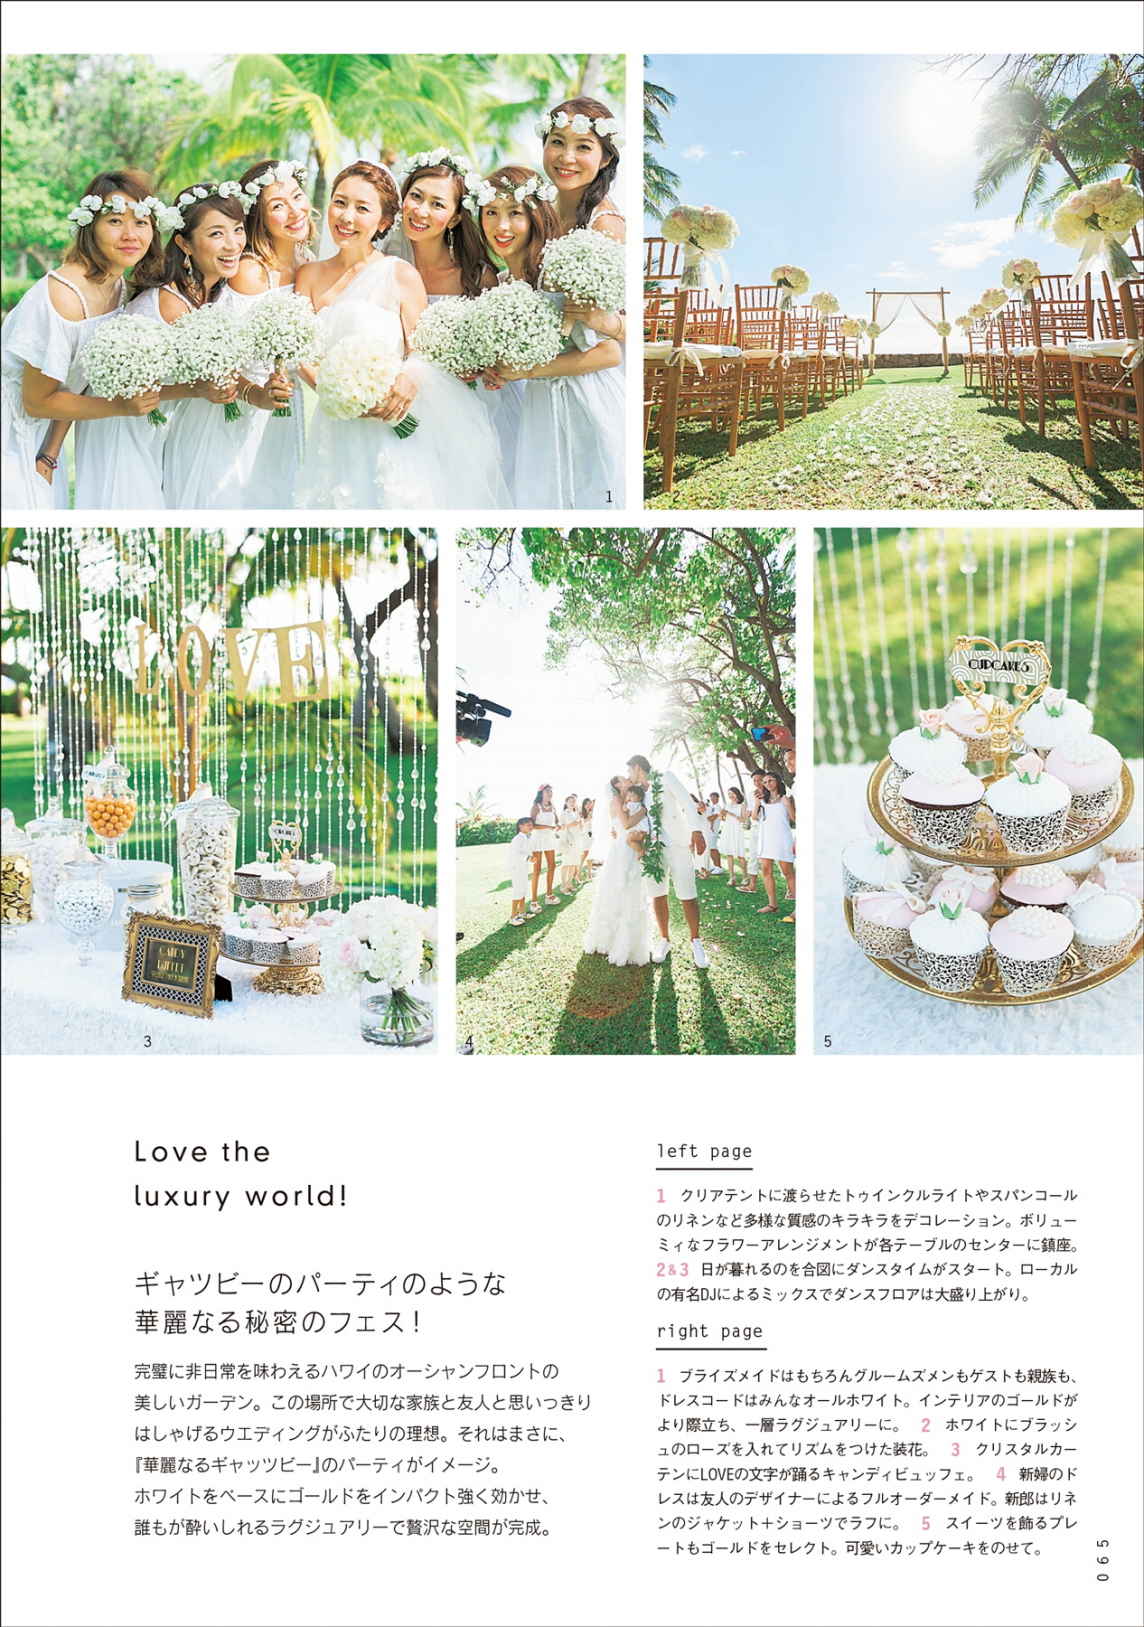 1
2
LOVE
CANDY
BUFFET
CUPCAKES
3
4
CUPCAKES
5
Love the
luxury world!
ギャツビーのパーティのような
華麗なる秘密のフェス！
完璧に非日常を味わえるハワイのオーシャンフロントの
美しいガーデン。この場所で大切な家族と友人と思いっきり
はしゃげるウエディングがふたりの理想。それはまさに、
『華麗なるギャッツビー』のパーティがイメージ。
ホワイトをベースにゴールドをインパクト強く効かせ、
誰もが酔いしれるラグジュアリーで贅沢な空間が完成。
left page
1 クリアテントに渡らせたトゥインクルライトやスパンコール
のリネンなど多様な質感のキラキラをデコレーション。ボリュー
ミィなフラワーアレンジメントが各テーブルのセンターに鎮座。
2&3 日が暮れるのを合図にダンスタイムがスタート。ローカル
の有名DJによるミックスでダンスフロアは大盛り上がり。
right page
1 ブライズメイドはもちろんグルームズメンもゲストも親族も、
ドレスコードはみんなオールホワイト。インテリアのゴールドが
より際立ち、一層ラグジュアリーに。 2 ホワイトにブラッシ
ュのローズを入れてリズムをつけた装花。 3 クリスタルカー
テンにLOVEの文字が踊るキャンディビュッフェ。 4 新婦のド
レスは友人のデザイナーによるフルオーダーメイド。新郎はリネ
ンのジャケット＋ショーツでラフに。 5 スイーツを飾るプレ
ートもゴールドをセレクト。可愛いカップケーキをのせて。
065